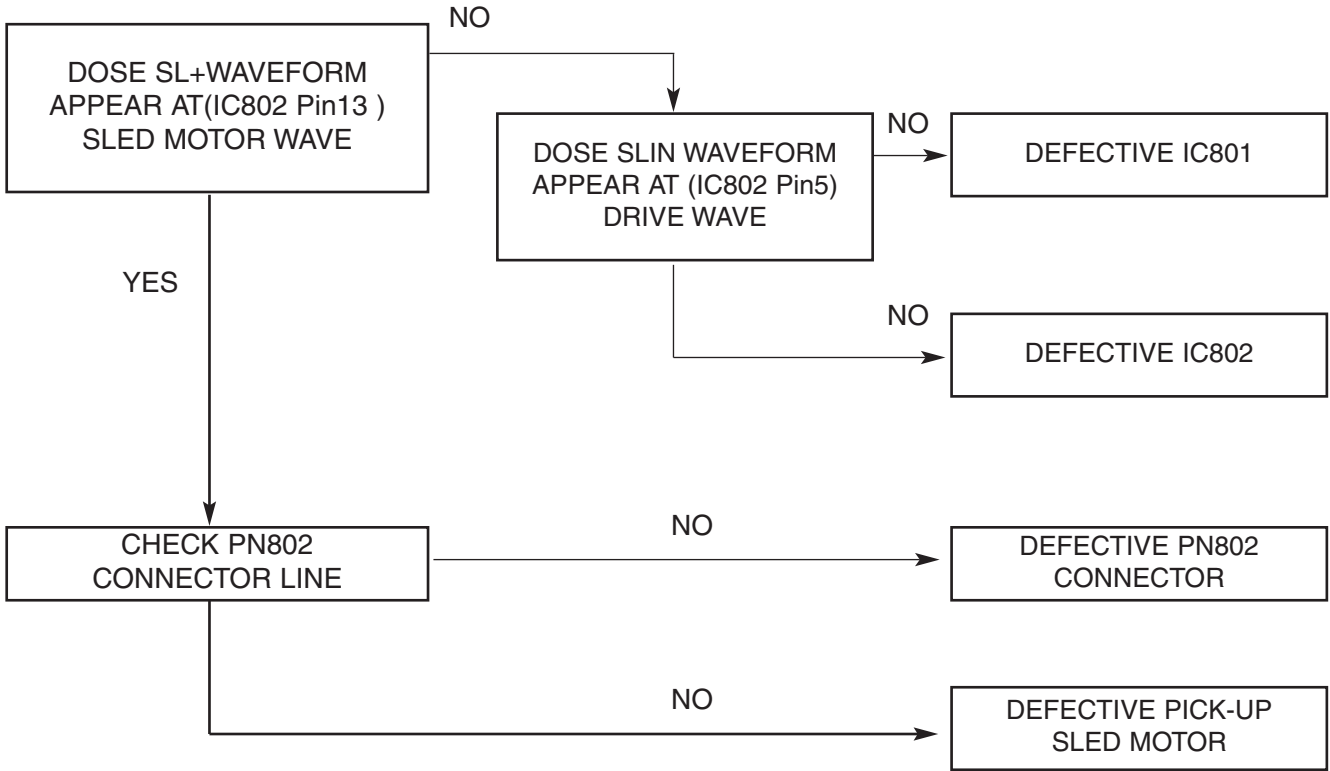 NO
DOSE SL+WAVEFORM
APPEAR AT(IC802 Pin13 )
SLED MOTOR WAVE
NO
DOSE SLIN WAVEFORM
APPEAR AT (IC802 Pin5)
DRIVE WAVE
DEFECTIVE IC801
YES
NO
DEFECTIVE IC802
CHECK PN802
CONNECTOR LINE
NO
DEFECTIVE PN802
CONNECTOR
NO
DEFECTIVE PICK-UP
SLED MOTOR